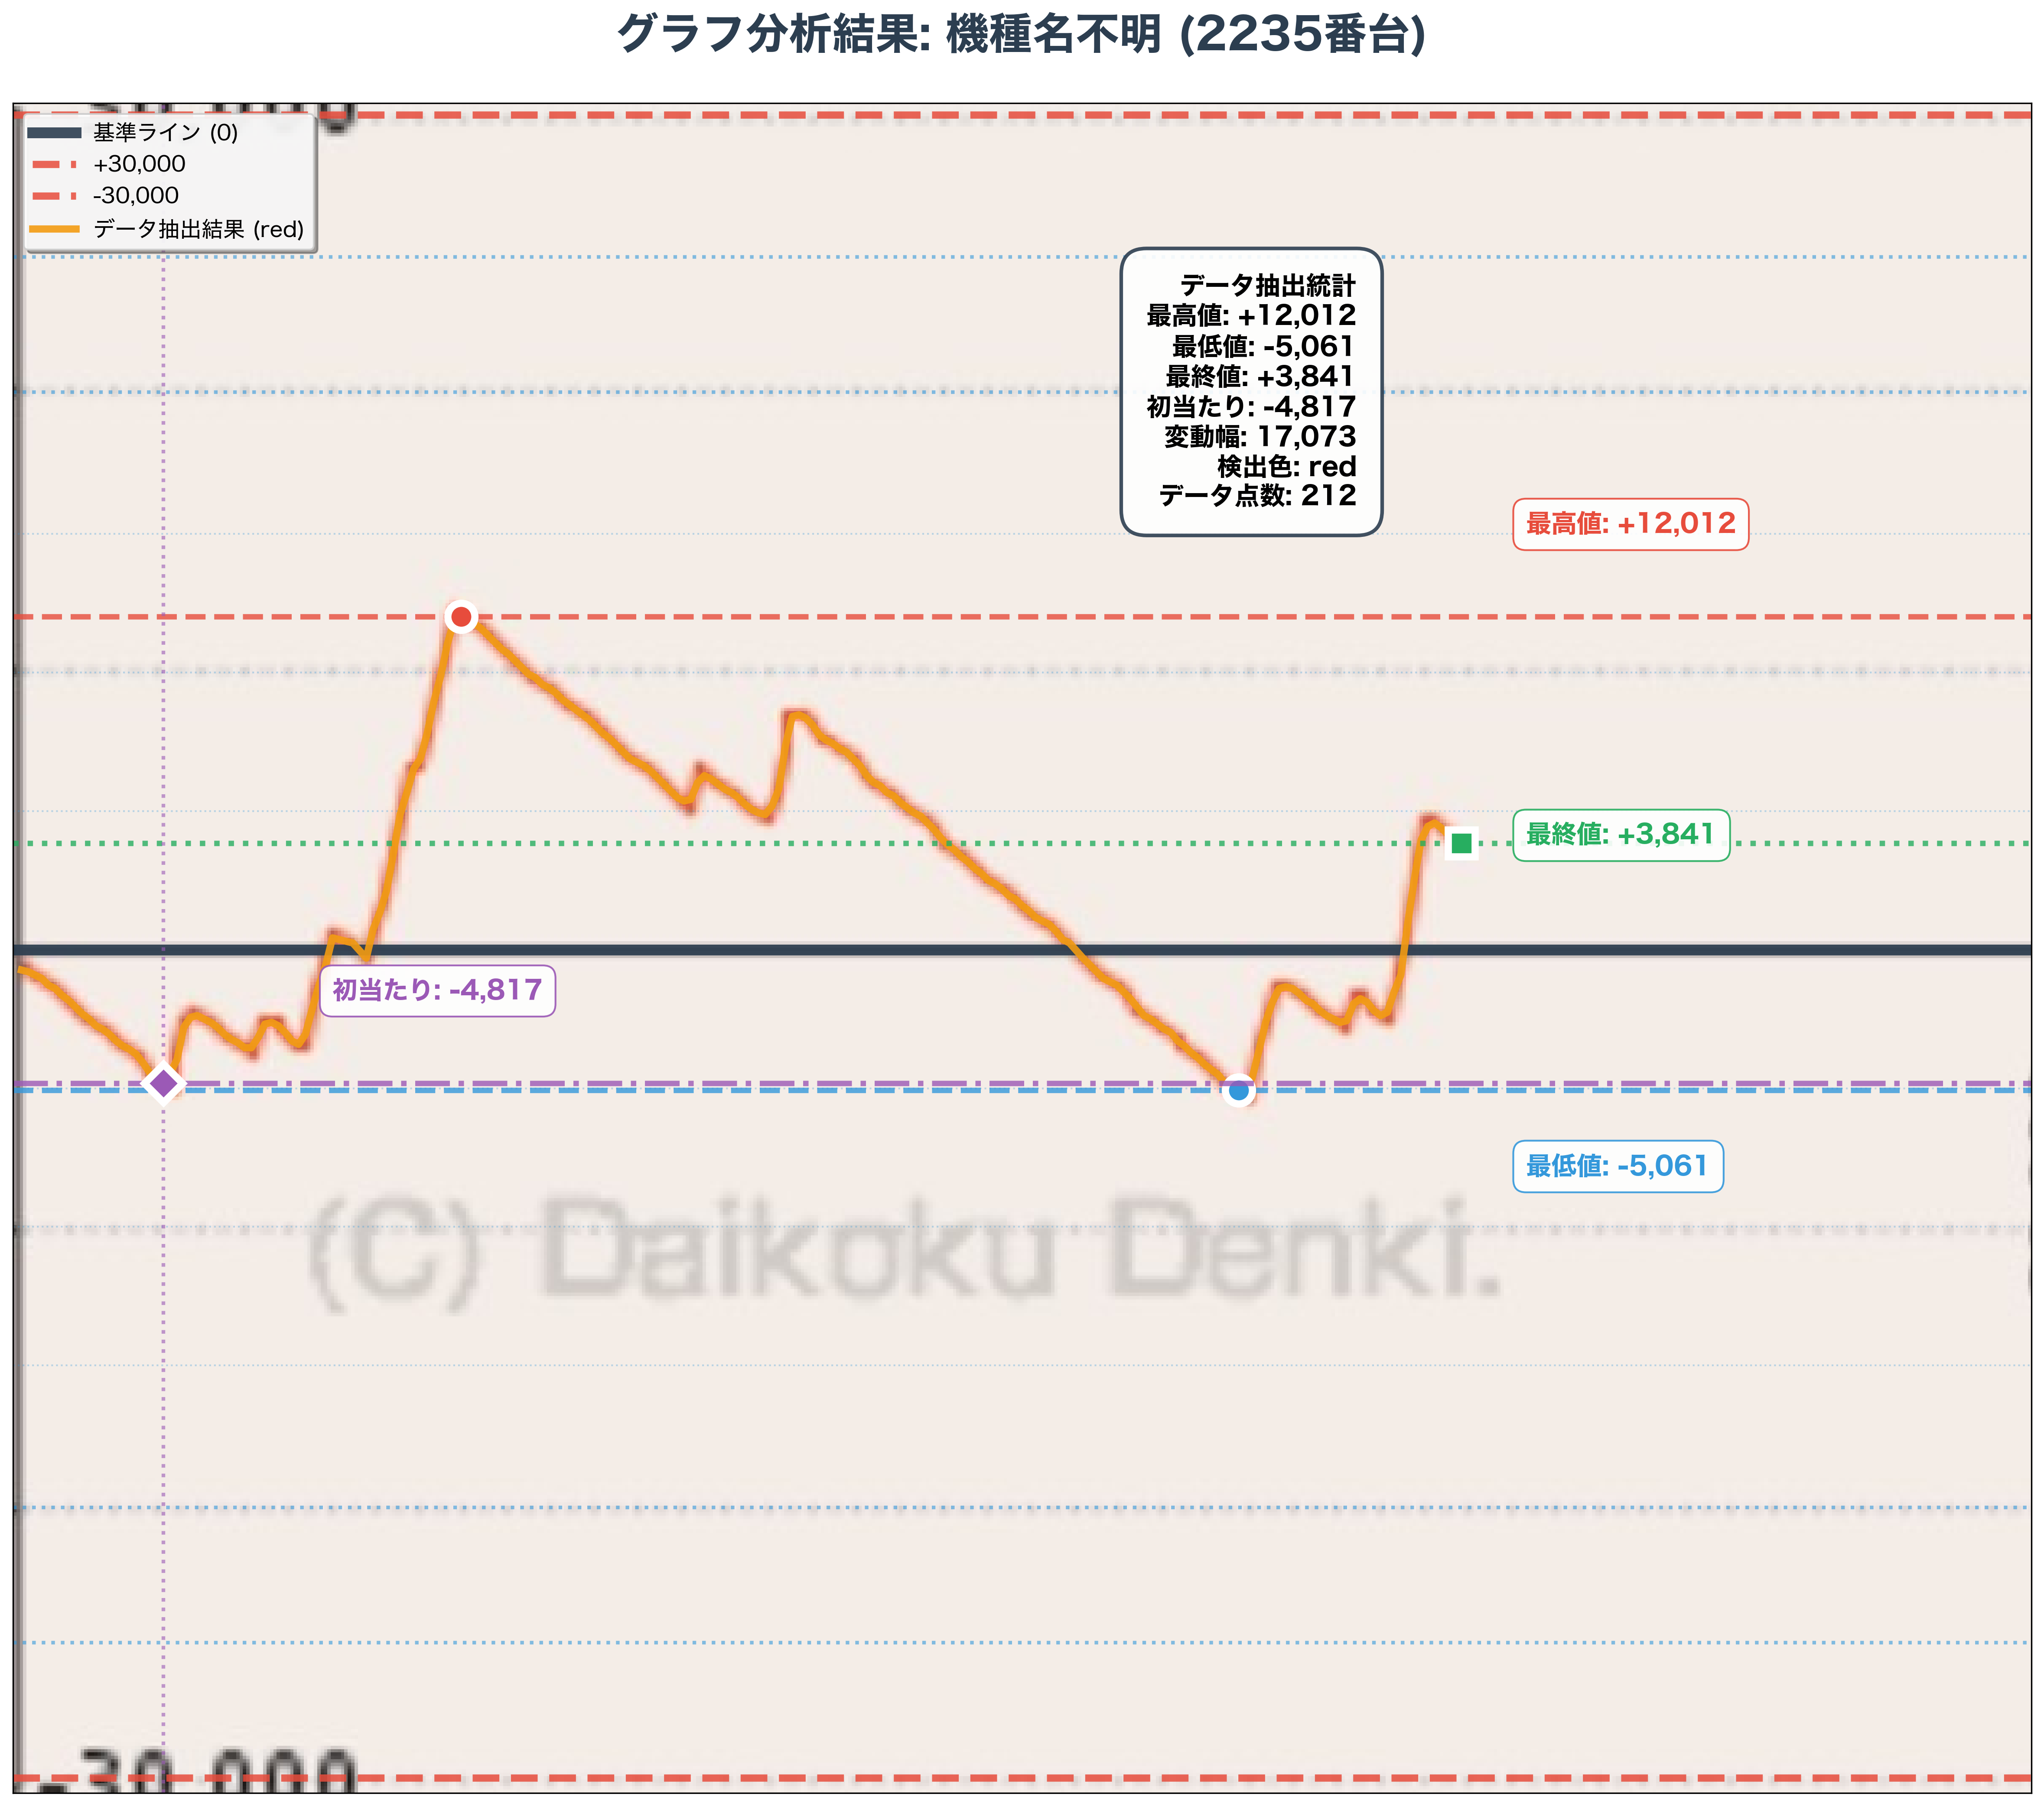 グラフ分析結果: 機種名不明 (2235番台)
基準ライン (0)
+30,000
-30,000
データ抽出結果 (red)
データ抽出統計
最高値: +12,012
最低値: -5,061
最終値: +3,841
初当たり: -4,817
変動幅: 17,073
検出色: red
データ点数: 212
最高値: +12,012
最終値: +3,841
初当たり: -4,817
最低値: -5,061
(C) Daikoku Denki.
-30,000